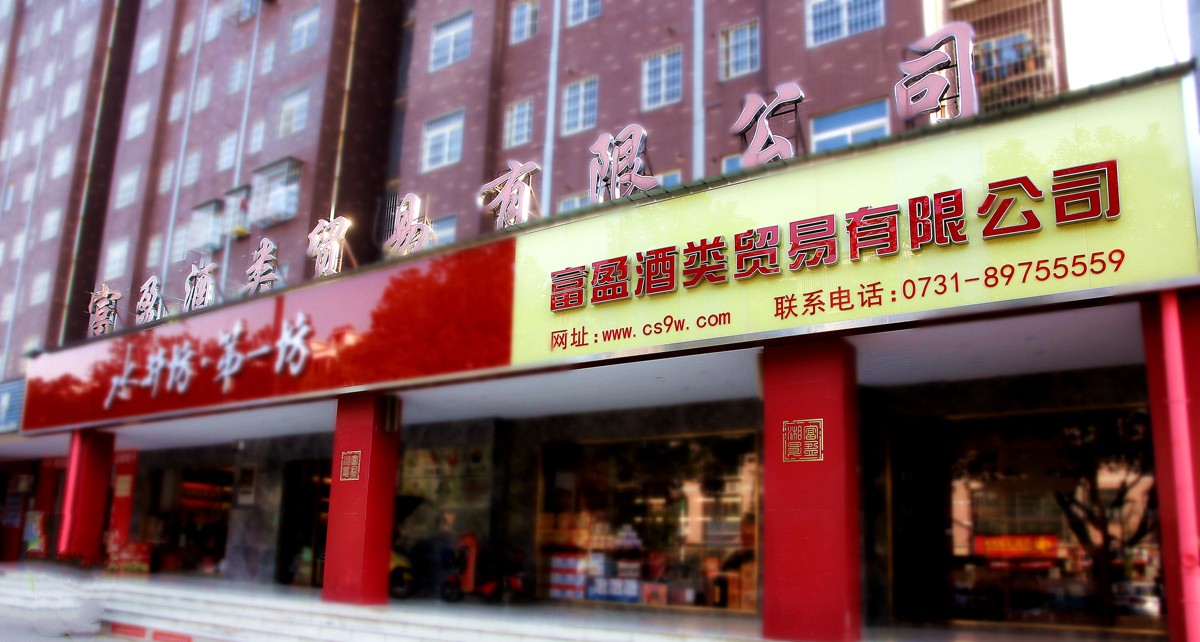 富盈酒类贸易有限公司
富盈酒类贸易有限公司
网址:www.cs9w.com
联系电话:0731-89755559
水井坊·第一坊